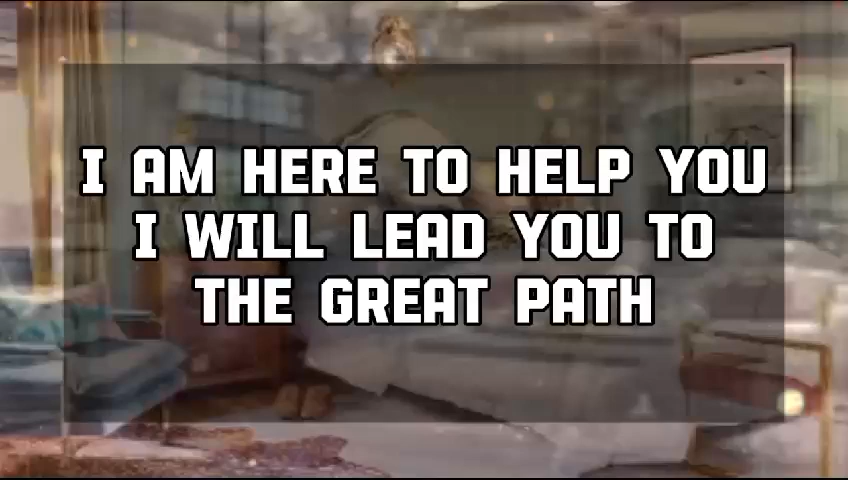 I AM HERE TO HELP YOU
I WILL LEAD YOU TO
THE GREAT PATH